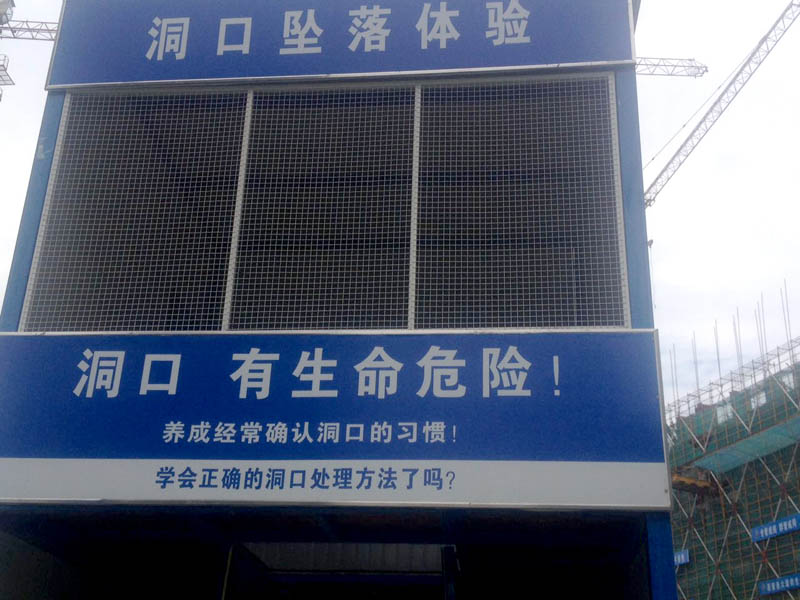 洞口坠落体验
洞口 有生命危险！
养成经常确认洞口的习惯！
学会正确的洞口处理方法了吗？